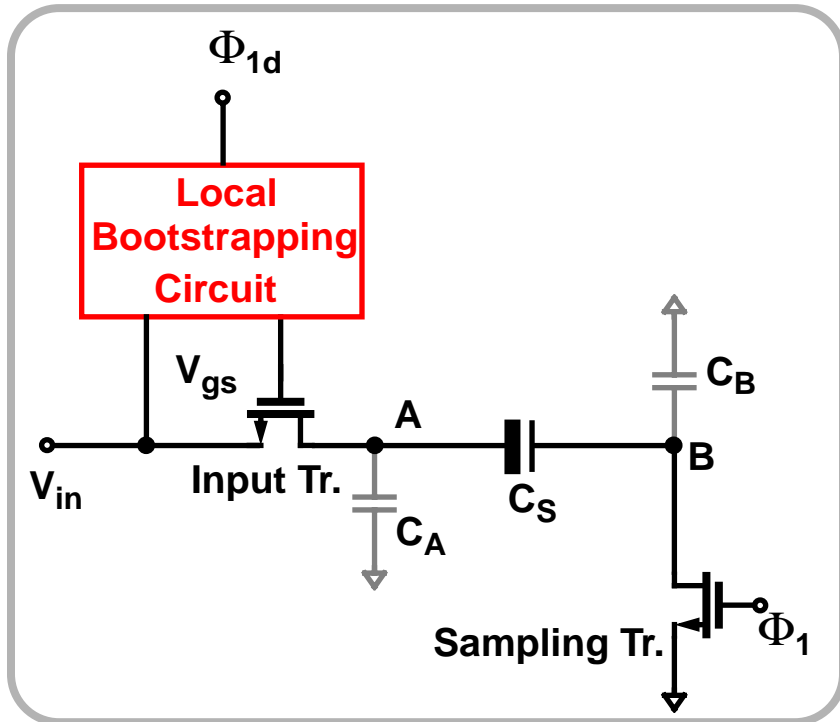 Φ1d
Local
Bootstrapping
Circuit
Vgs
A
CB
B
Vin
Input Tr.
CS
CA
Sampling Tr.
Φ1